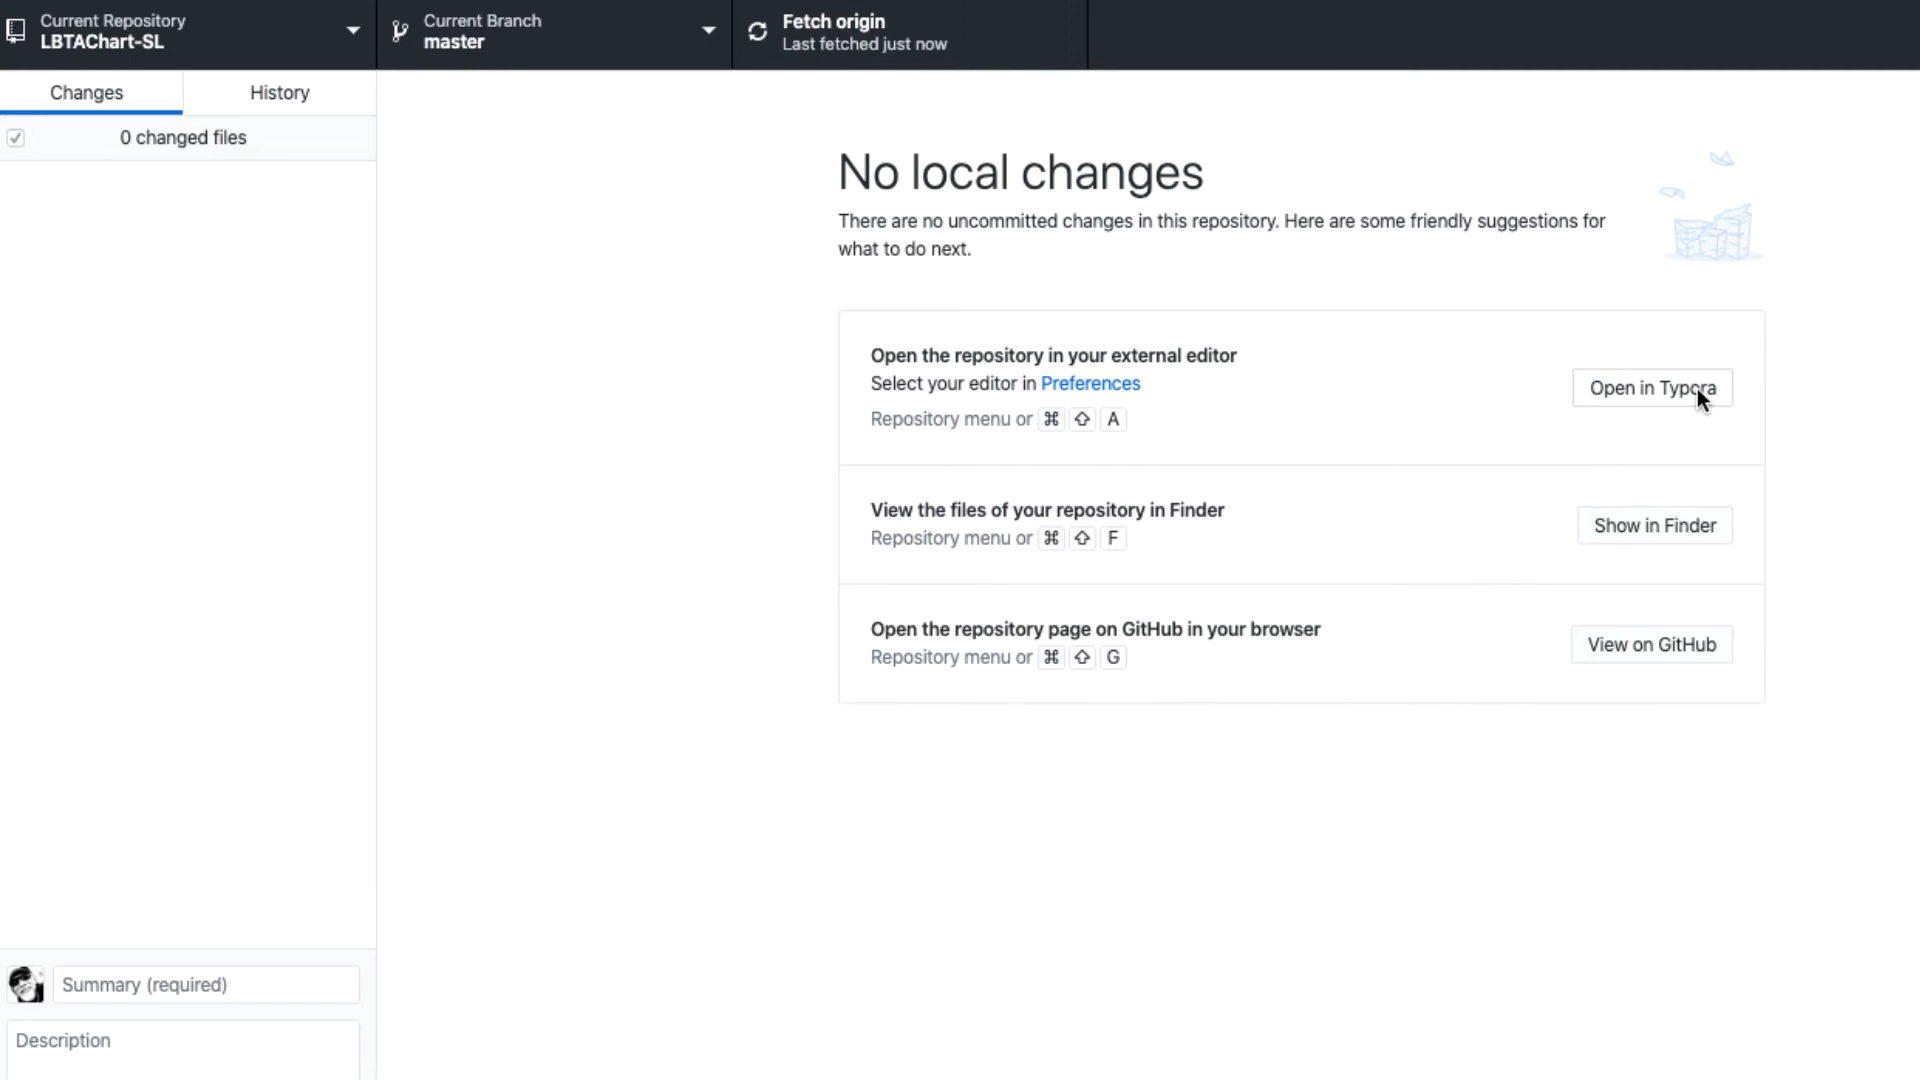 Current Repository
LBTAChart-SL
Current Branch
master
Fetch origin
Last fetched just now
Changes
History
0 changed files
No local changes
There are no uncommitted changes in this repository. Here are some friendly suggestions for
what to do next.
Open the repository in your external editor
Select your editor in Preferences
Repository menu or ⌘ ⇧ A
Open in Typora
View the files of your repository in Finder
Repository menu or ⌘ ⇧ F
Show in Finder
Open the repository page on GitHub in your browser
Repository menu or ⌘ ⇧ G
View on GitHub
Summary (required)
Description